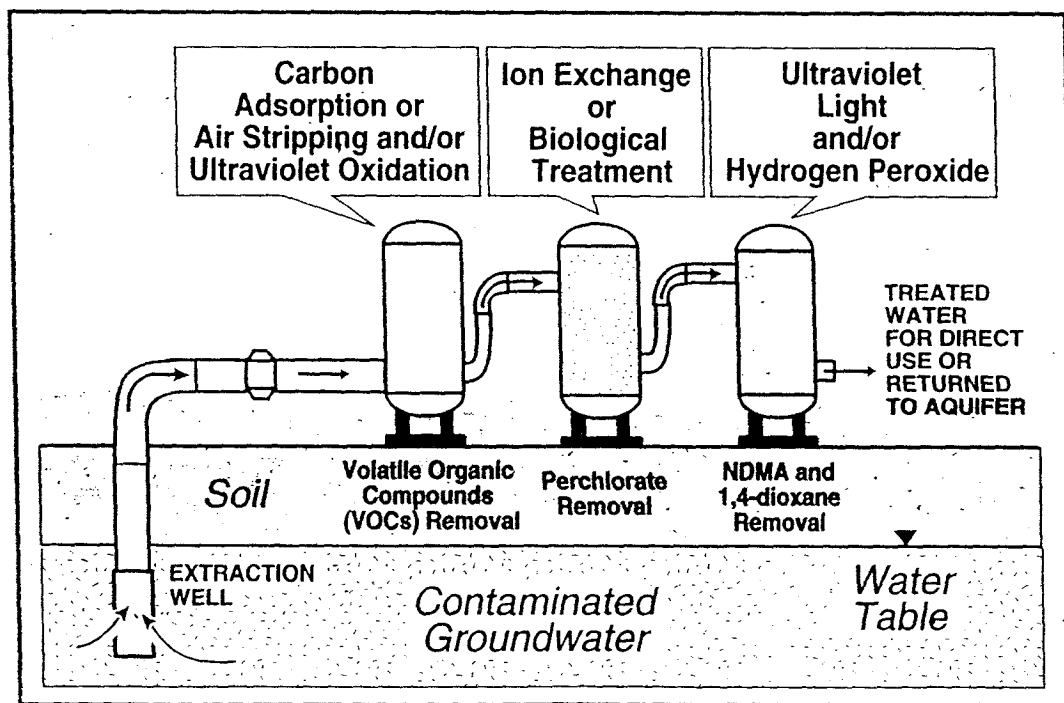 Carbon
Adsorption or
Air Stripping and/or
Ultraviolet Oxidation
Ion Exchange
or
Biological
Treatment
Ultraviolet
Light
and/or
Hydrogen Peroxide
TREATED
WATER
FOR DIRECT
USE OR
RETURNED
TO AQUIFER
Soil
Volatile Organic
Compounds
(VOCs) Removal
Perchlorate
Removal
NDMA and
1,4-dioxane
Removal
EXTRACTION
WELL
Contaminated
Groundwater
Water
Table